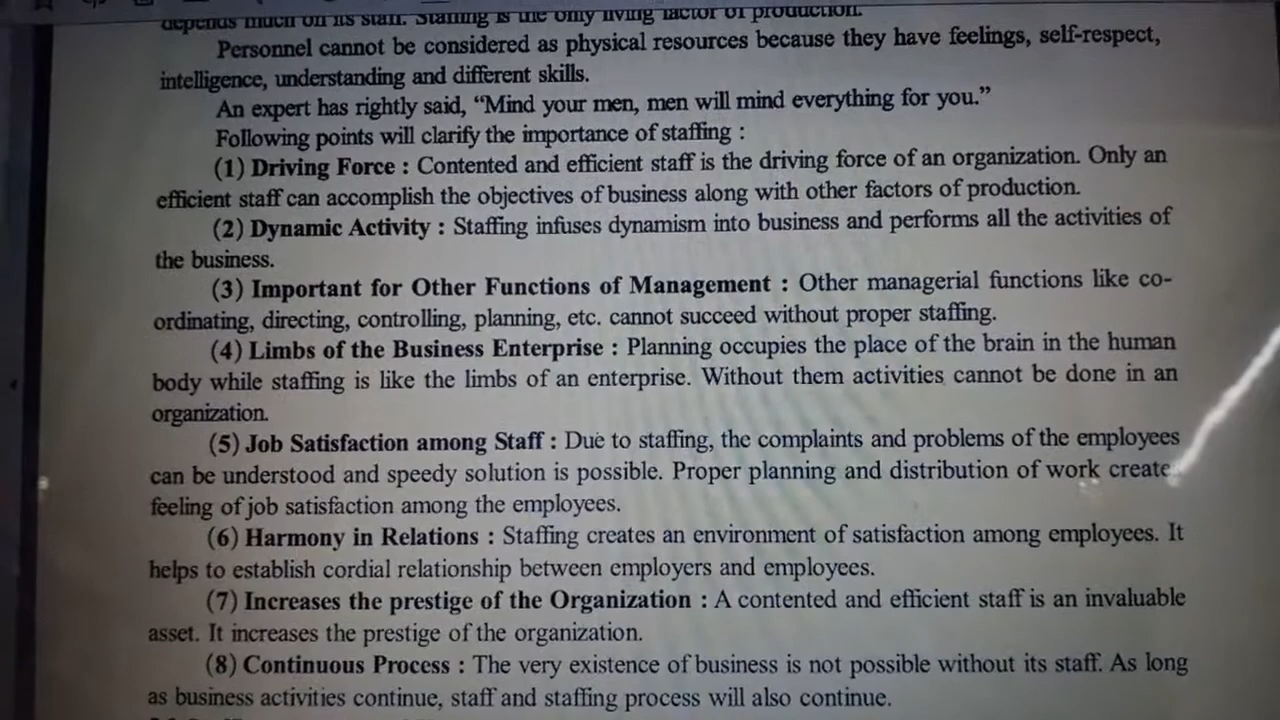 depends much on its staff. Staffing is the only living factor of production.
Personnel cannot be considered as physical resources because they have feelings, self-respect,
intelligence, understanding and different skills.
An expert has rightly said, “Mind your men, men will mind everything for you.”
Following points will clarify the importance of staffing :
(1) Driving Force : Contented and efficient staff is the driving force of an organization. Only an
efficient staff can accomplish the objectives of business along with other factors of production.
(2) Dynamic Activity : Staffing infuses dynamism into business and performs all the activities of
the business.
(3) Important for Other Functions of Management : Other managerial functions like co-
ordinating, directing, controlling, planning, etc. cannot succeed without proper staffing.
(4) Limbs of the Business Enterprise : Planning occupies the place of the brain in the human
body while staffing is like the limbs of an enterprise. Without them activities cannot be done in an
organization.
(5) Job Satisfaction among Staff : Due to staffing, the complaints and problems of the employees
can be understood and speedy solution is possible. Proper planning and distribution of work create
feeling of job satisfaction among the employees.
(6) Harmony in Relations : Staffing creates an environment of satisfaction among employees. It
helps to establish cordial relationship between employers and employees.
(7) Increases the prestige of the Organization : A contented and efficient staff is an invaluable
asset. It increases the prestige of the organization.
(8) Continuous Process : The very existence of business is not possible without its staff. As long
as business activities continue, staff and staffing process will also continue.